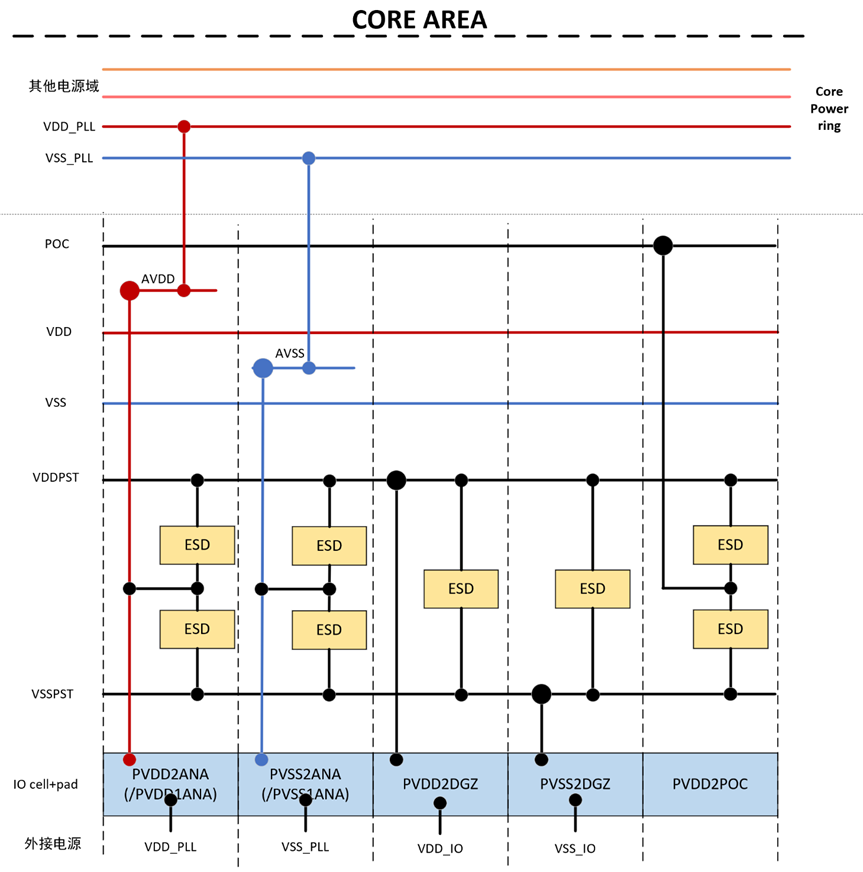 CORE AREA
其他电源域
Core
Power
ring
VDD_PLL
VSS_PLL
POC
AVDD
VDD
AVSS
VSS
VDDPST
ESD
ESD
ESD
ESD
ESD
ESD
ESD
ESD
VSSPST
IO cell+pad
PVDD2ANA
(/PVDD1ANA)
PVSS2ANA
(/PVSS1ANA)
PVDD2DGZ
PVSS2DGZ
PVDD2POC
外接电源
VDD_PLL
VSS_PLL
VDD_IO
VSS_IO